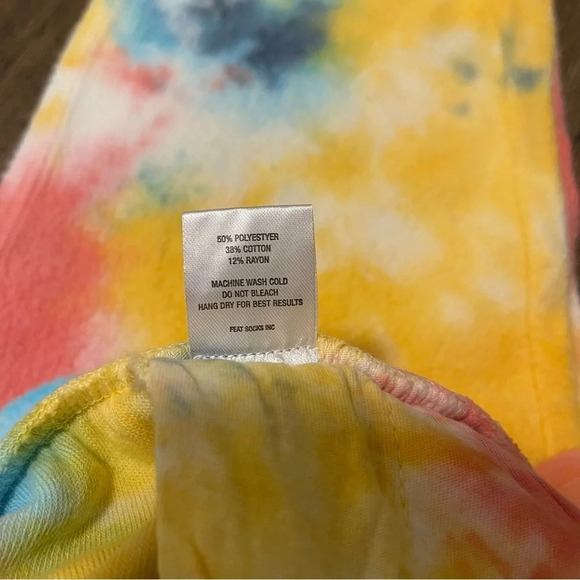 50% POLYESTYER
38% COTTON
12% RAYON
MACHINE WASH COLD
DO NOT BLEACH
HANG DRY FOR BEST RESULTS
FEAT SOCKS INC